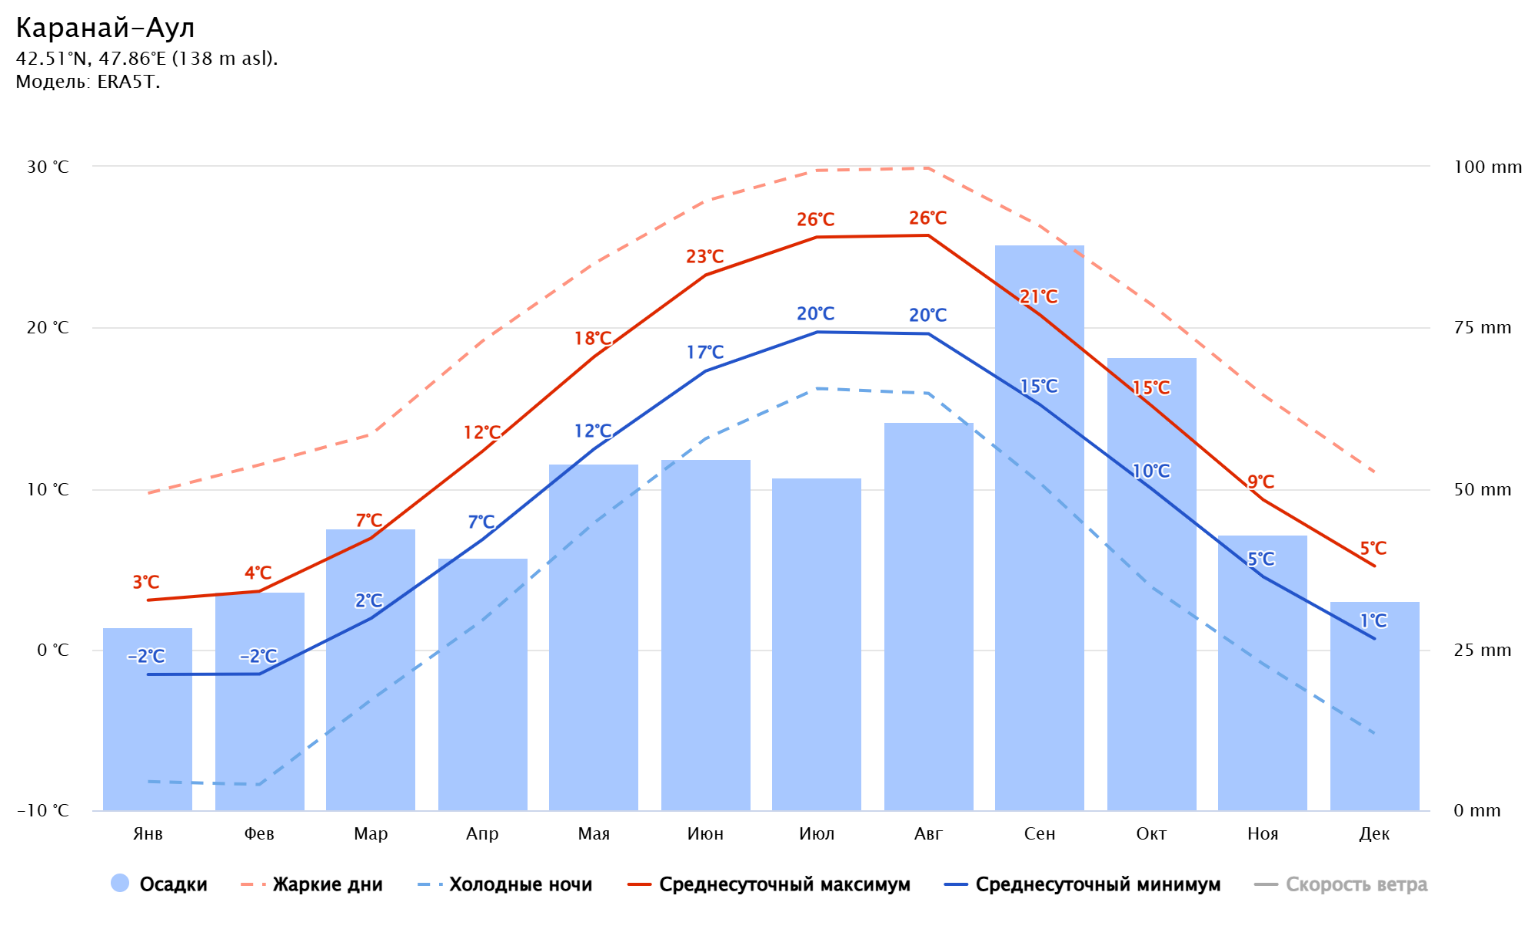 Каранай-Аул
42.51°N, 47.86°E (138 m asl).
Модель: ERA5T.
30 °C
100 mm
26°C
26°C
23°C
21°C
20 °C
20°C
20°C
75 mm
18°C
17°C
15°C
15°C
12°C
12°C
10°C
10 °C
9°C
50 mm
7°C
7°C
5°C
5°C
4°C
3°C
2°C
1°C
0 °C
-2°C
-2°C
25 mm
-10 °C
0 mm
Янв Фев Мар Апр Мая Июн Июл Авг Сен Окт Ноя Дек
Осадки Жаркие дни Холодные ночи Среднесуточный максимум Среднесуточный минимум Скорость ветра